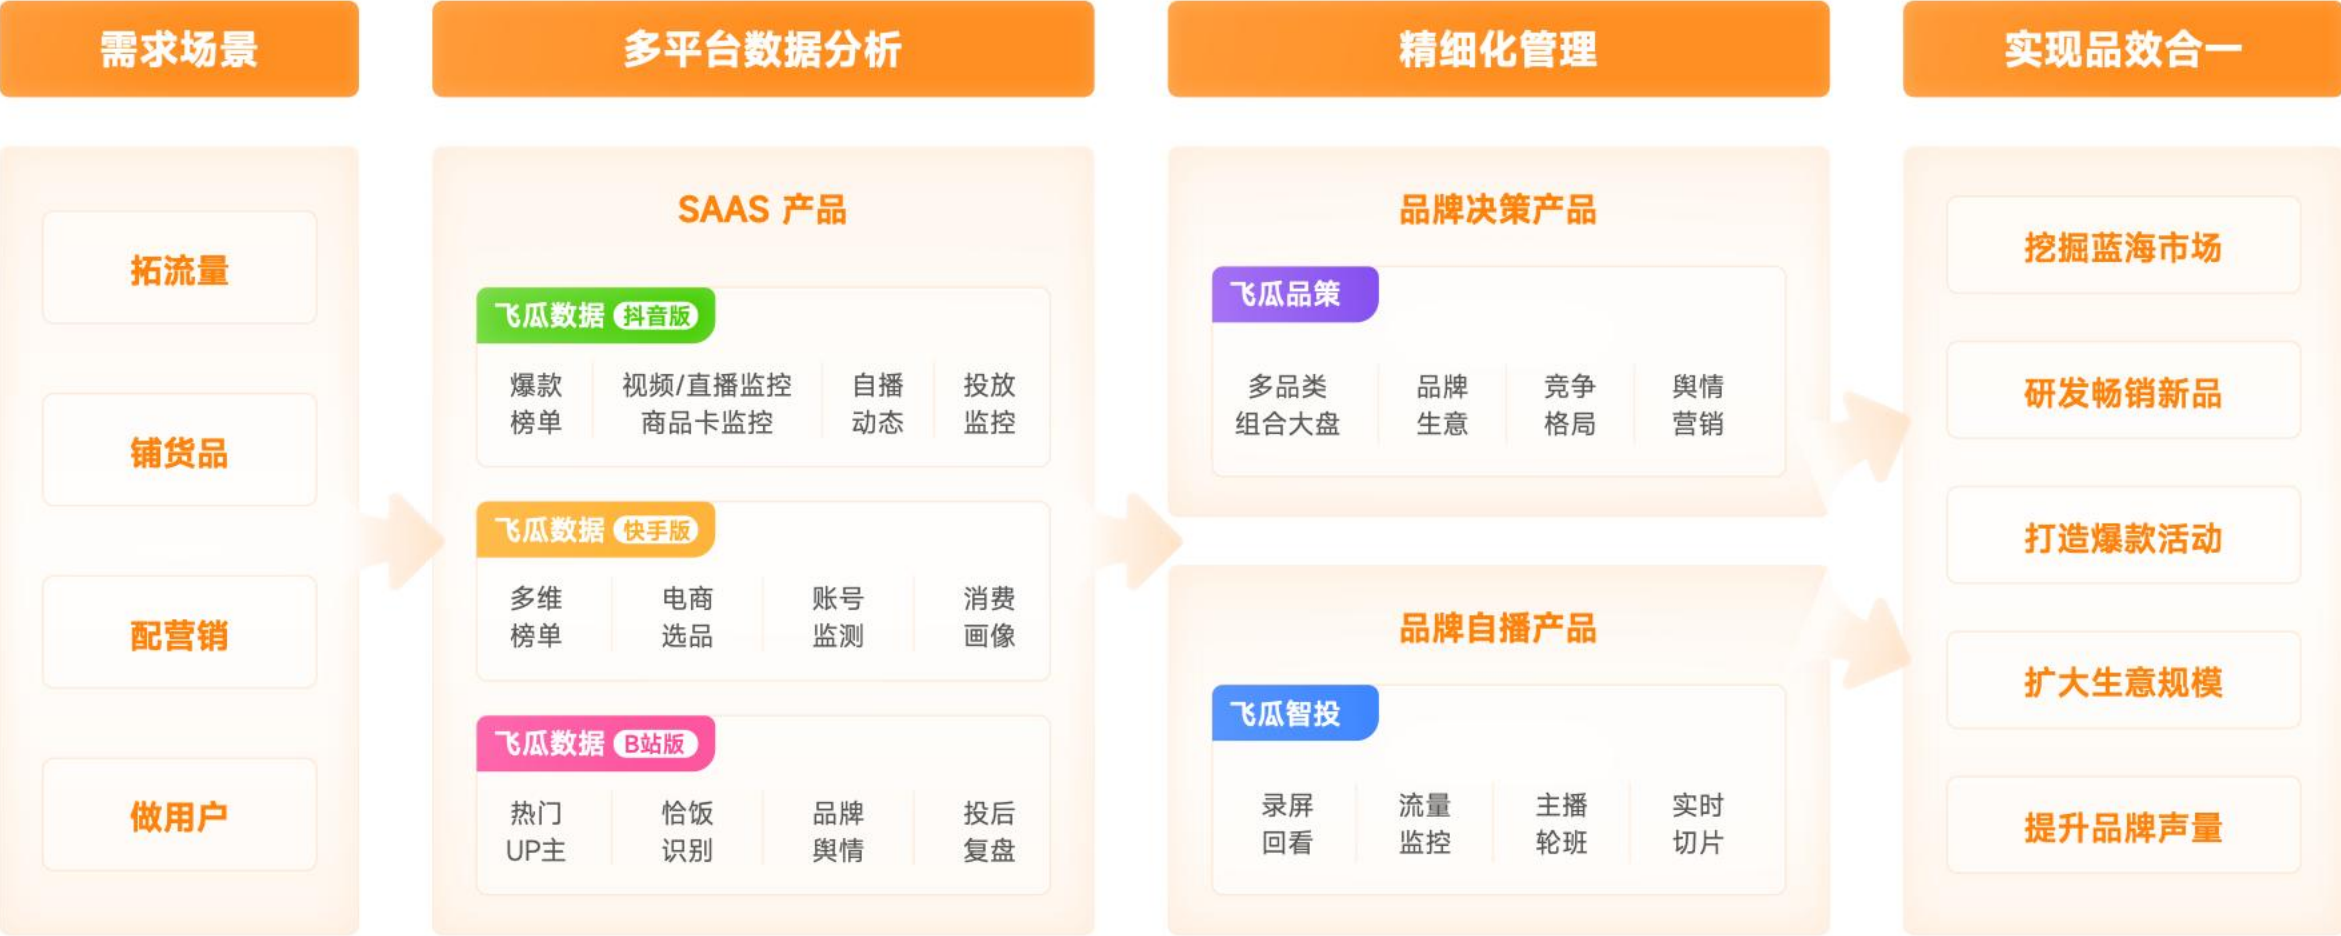 需求场景
多平台数据分析
精细化管理
实现品效合一
拓流量
铺货品
配营销
做用户
SAAS 产品
飞瓜数据 抖音版
爆款 视频/直播监控 自播 投放
榜单 商品卡监控 动态 监控
飞瓜数据 快手版
多维 电商 账号 消费
榜单 选品 监测 画像
飞瓜数据 B站版
热门 恰饭 品牌 投后
UP主 识别 舆情 复盘
品牌决策产品
飞瓜品策
多品类 品牌 竞争 舆情
组合大盘 生意 格局 营销
品牌自播产品
飞瓜智投
录屏 流量 主播 实时
回看 监控 轮班 切片
挖掘蓝海市场
研发畅销新品
打造爆款活动
扩大生意规模
提升品牌声量